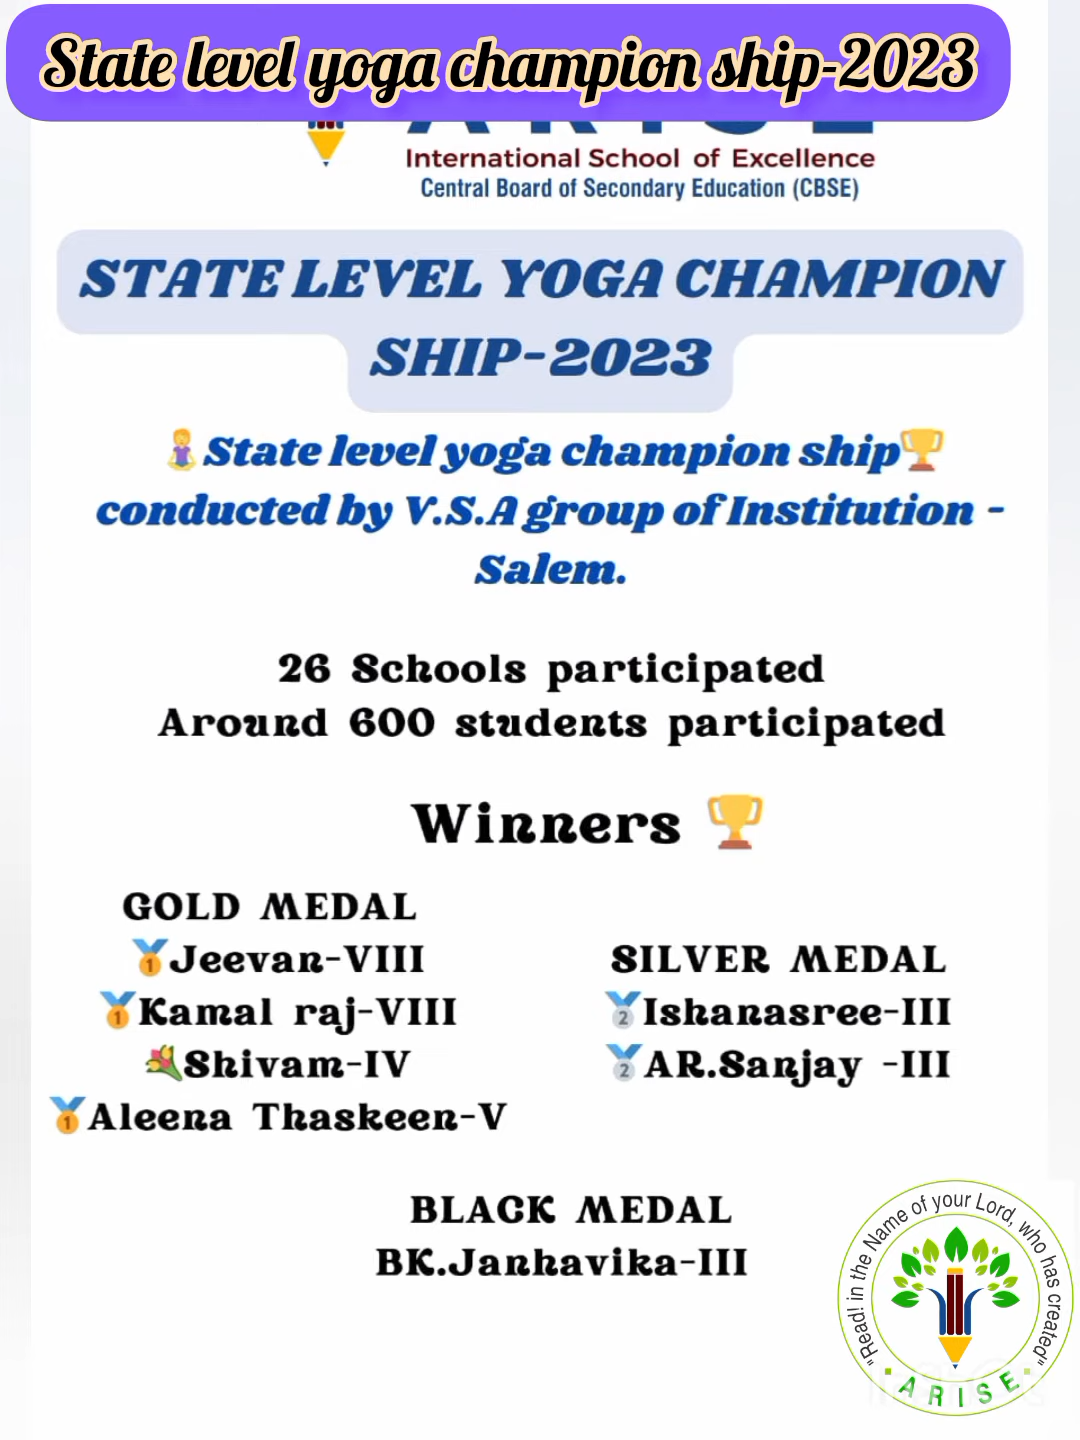 State level yoga champion ship-2023
ARISE
International School of Excellence
Central Board of Secondary Education (CBSE)
STATE LEVEL YOGA CHAMPION
SHIP-2023
State level yoga champion ship
conducted by V.S.A group of Institution -
Salem.
26 Schools participated
Around 600 students participated
Winners
GOLD MEDAL
Jeevan-VIII
Kamal raj-VIII
Shivam-IV
Aleena Thaskeen-V
SILVER MEDAL
Ishanasree-III
AR.Sanjay -III
BLACK MEDAL
BK.Janhavika-III
"Read! in the Name of your Lord, who has created"
ARISE